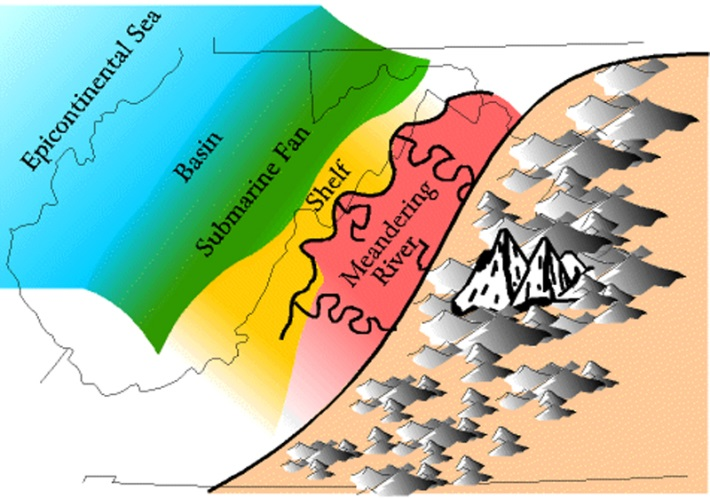 Epicontinental Sea
Basin
Submarine Fan
Shelf
Meandering
River